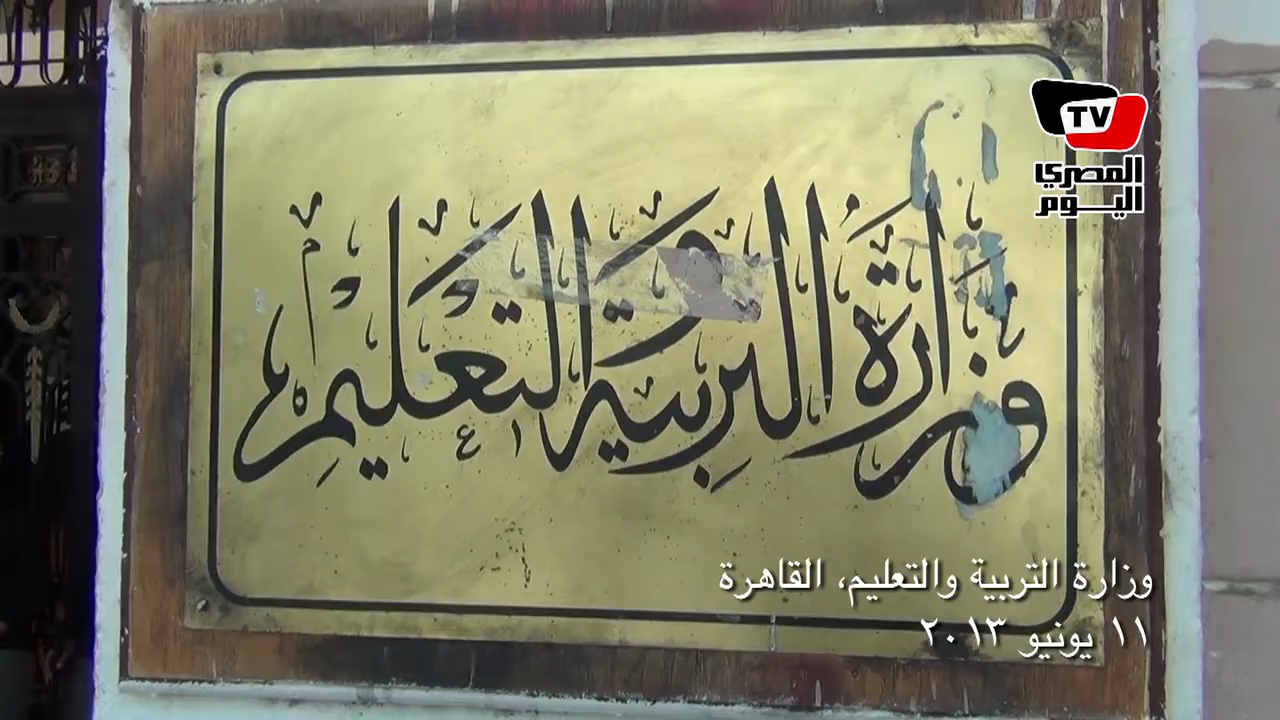 TV
المصري
اليوم
وزارة التربية والتعليم
وزارة التربية والتعليم، القاهرة
١١ يونيو ٢٠١٣